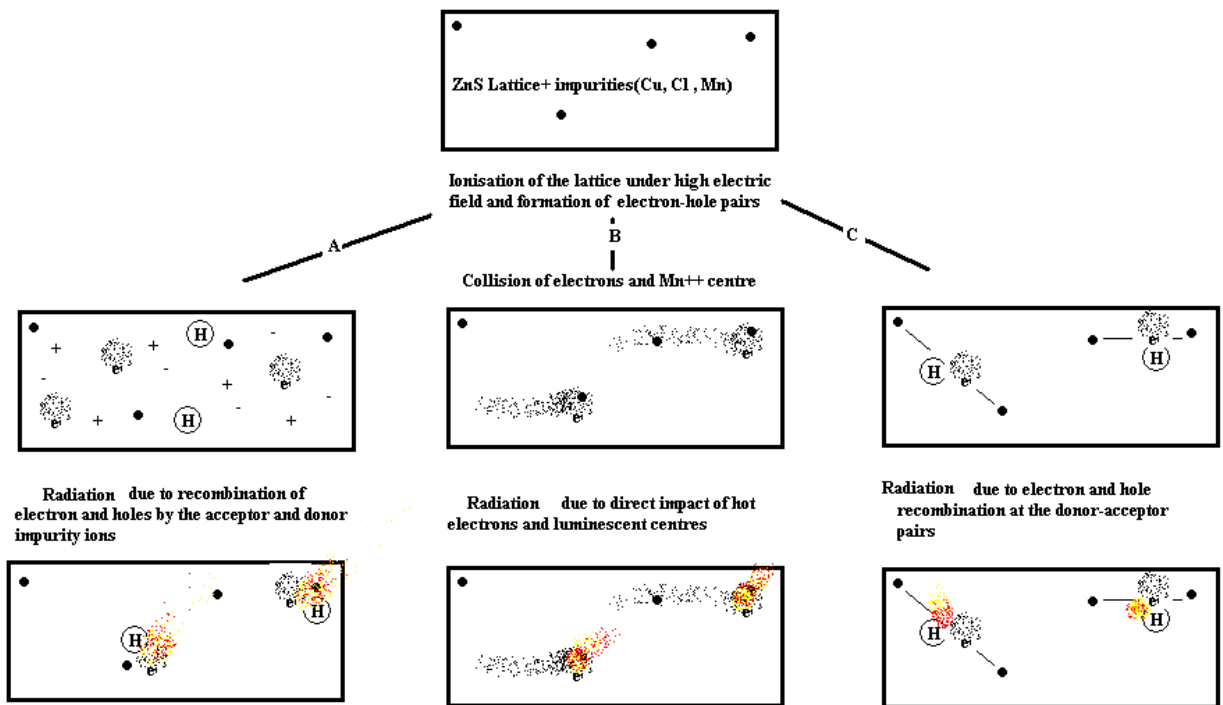 ZnS Lattice+ impurities(Cu, Cl , Mn)
Ionisation of the lattice under high electric
field and formation of electron-hole pairs
A
B
C
Collision of electrons and Mn++ centre
H
+
+
-
e
-
+
e
-
-
-
e
+
H
+
e
e
e
H
H
e
Radiation due to recombination of
electron and holes by the acceptor and donor
impurity ions
Radiation due to direct impact of hot
electrons and luminescent centres
Radiation due to electron and hole
recombination at the donor-acceptor
pairs
e
H
H
e
e
e
e
H
H
e